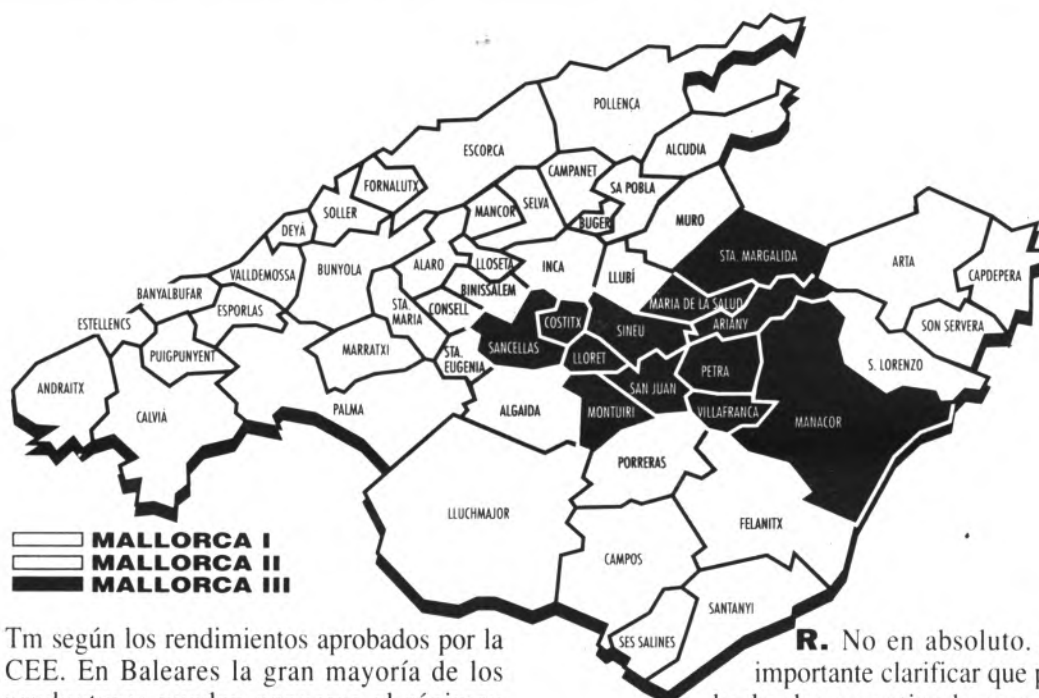 POLLENÇA
ALCUDIA
ESCORCA
CAMPANET
SA POBLA
FORNALUTX
SELVA
MANCOR
SOLLER
BUGER
MURO
DEYÁ
STA. MARGALIDA
ARTA
ALARO
LLOSETA
INCA
LLUBÍ
VALLDEMOSSA
BUNYOLA
CAPDEPERA
BINISSALEM
BANYALBUFAR
MARIA DE LA SALUD
STA.
MARIA
CONSELL
ESPORLAS
COSTITX
ARIANY
ESTELLENCS
SINEU
SON SERVERA
SANCELLAS
MARRATXI
PUIGPUNYENT
LLORET
STA.
EUGENIA
S. LORENZO
PETRA
SAN JUAN
ANDRAITX
PALMA
ALGAIDA
MONTUIRI
VILLAFRANCA
CALVIÁ
MANACOR
PORRERAS
LLUCHMAJOR
FELANITX
CAMPOS
SANTANYI
SES SALINES
MALLORCA I
MALLORCA II
MALLORCA III
Tm según los rendimientos aprobados por la
CEE. En Baleares la gran mayoría de los
R. No en absoluto.
importante clarificar que p